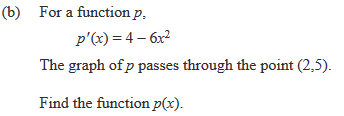 (b) For a function p,
p'(x) = 4 – 6x²
The graph of p passes through the point (2,5).
Find the function p(x).